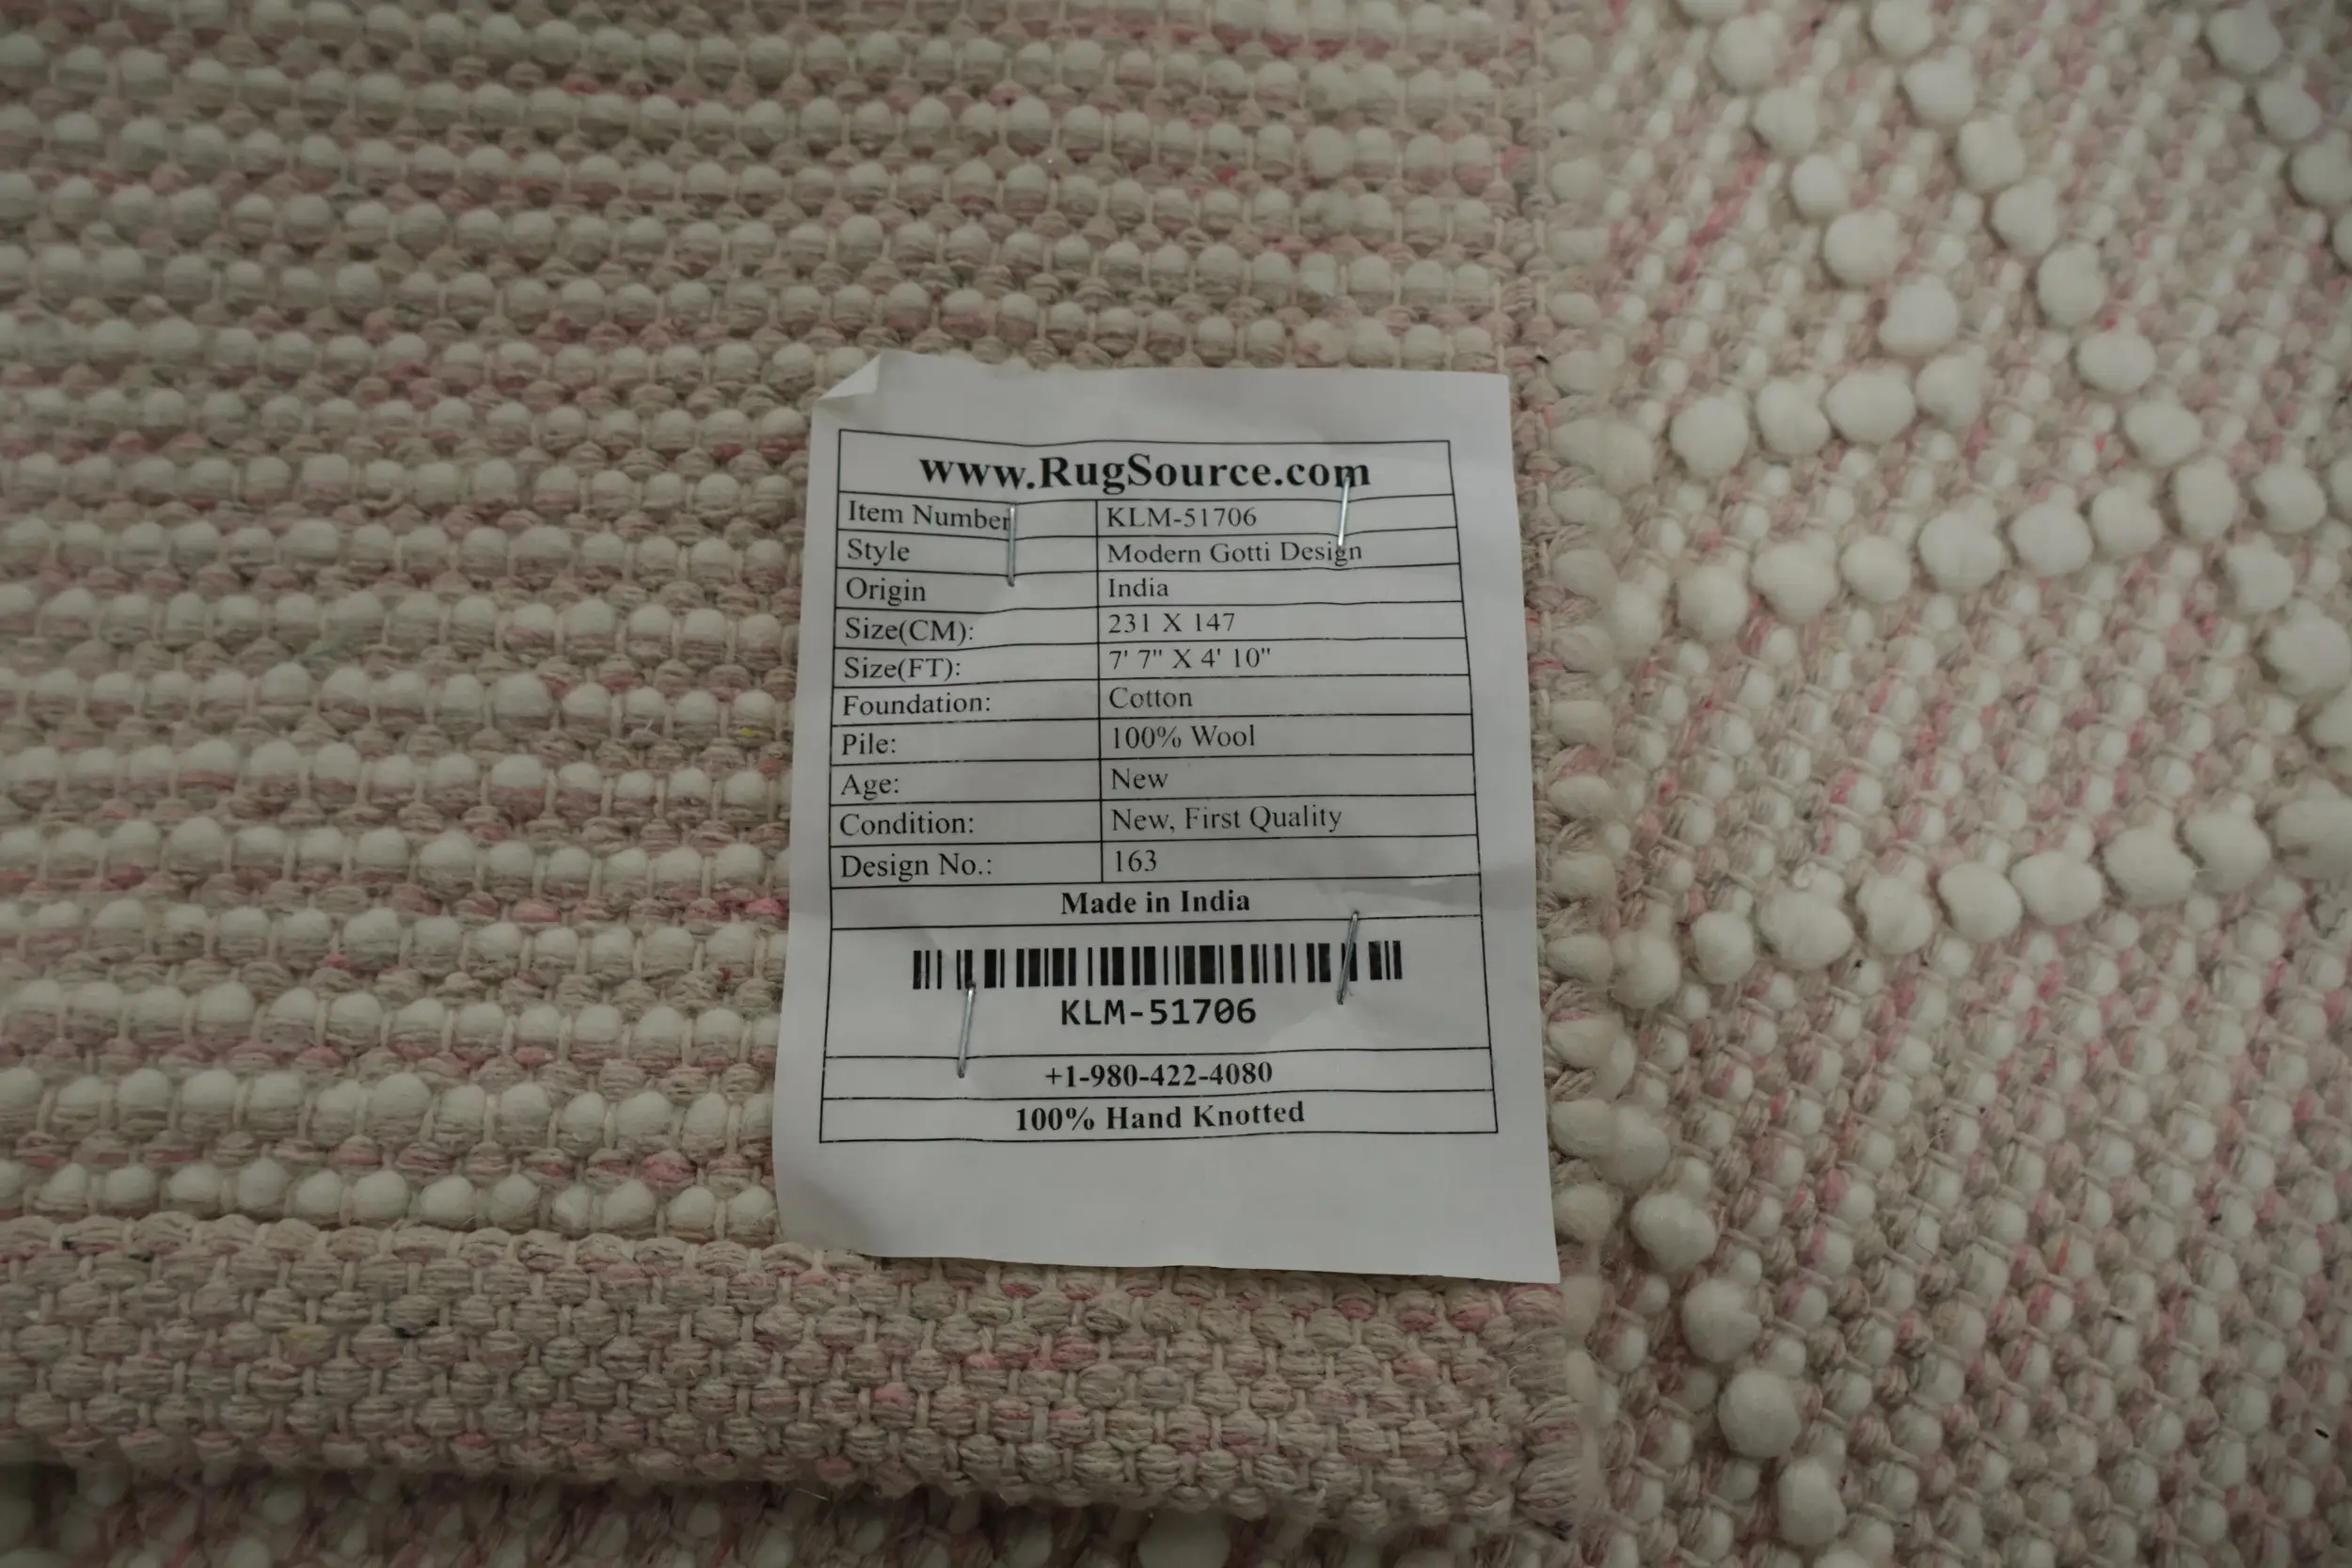 www.RugSource.com
Item Number KLM-51706
Style Modern Gotti Design
Origin India
Size(CM): 231 X 147
Size(FT): 7' 7" X 4' 10"
Foundation: Cotton
Pile: 100% Wool
Age: New
Condition: New, First Quality
Design No.: 163
Made in India
KLM-51706
+1-980-422-4080
100% Hand Knotted